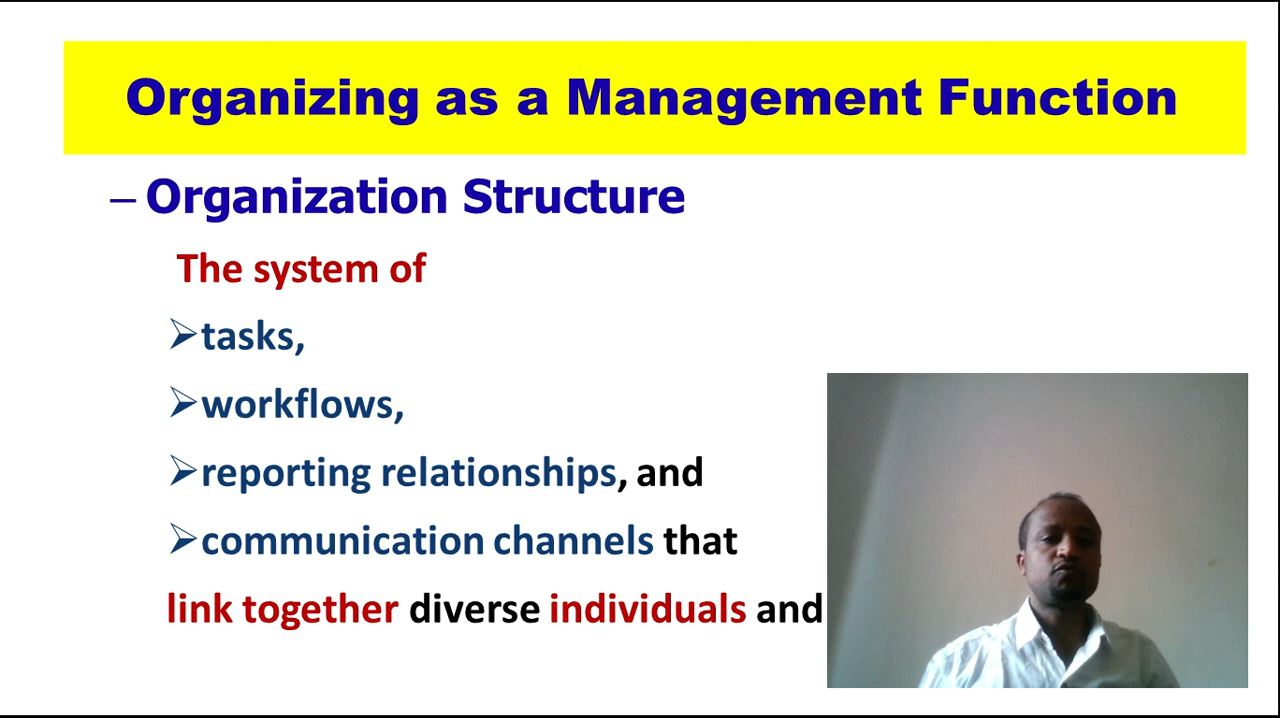 Organizing as a Management Function
– Organization Structure
The system of
➢tasks,
➢workflows,
➢reporting relationships, and
➢communication channels that
link together diverse individuals and